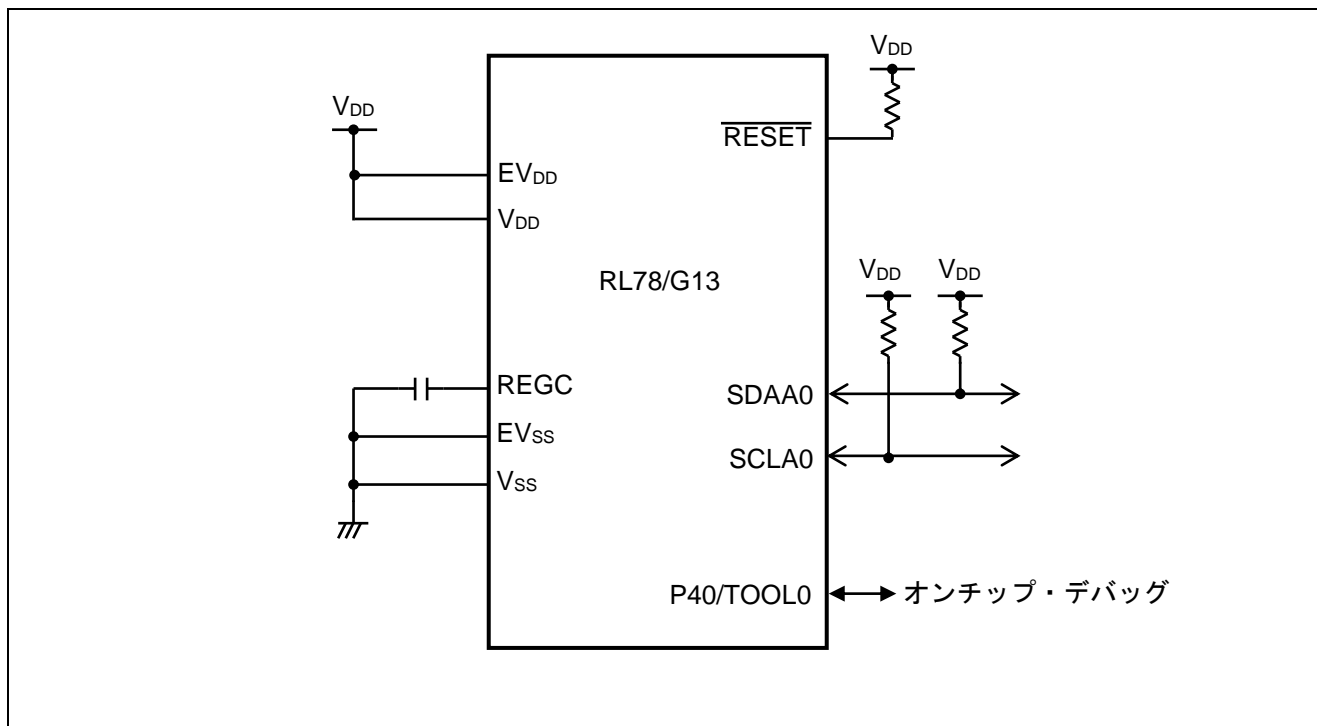 VDD
VDD
RESET
EVDD
VDD
RL78/G13
VDD
VDD
REGC
SDAA0
EVSS
SCLA0
VSS
P40/TOOL0
オンチップ・デバッグ